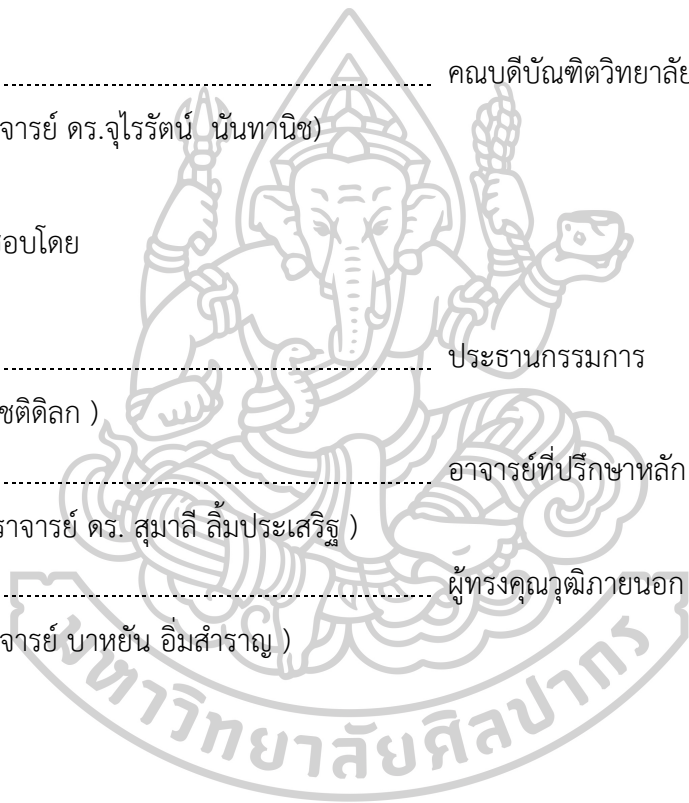 คณบดีบัณฑิตวิทยาลัย
จารย์ ดร.จุไรรัตน์ นันทานิช)
สอบโดย
ประธานกรรมการ
ชติดิลก )
อาจารย์ที่ปรึกษาหลัก
ราจารย์ ดร. สุมาลี ลิ้มประเสริฐ )
ผู้ทรงคุณวุฒิภายนอก
จารย์ บาหยัน อิ่มสำราญ )
มหาวิทยาลัยศิลปากร